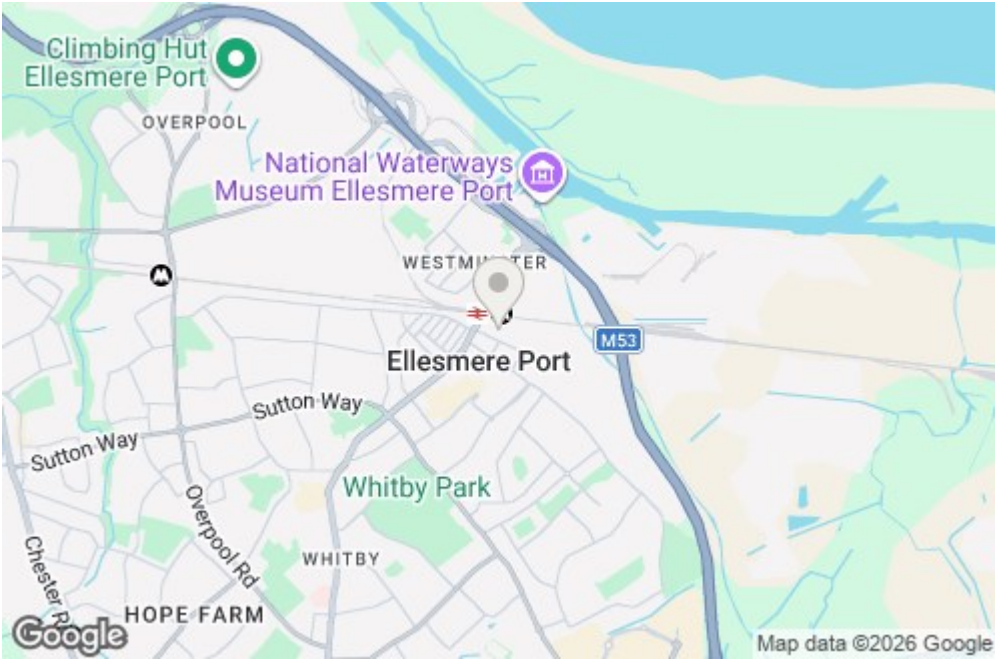 Climbing Hut
Ellesmere Port
OVERPOOL
National Waterways
Museum Ellesmere Port
WESTMINSTER
M53
Ellesmere Port
Sutton Way
Sutton Way
Whitby Park
Overpool Rd
WHITBY
Chester Rd
HOPE FARM
Google
Map data ©2026 Google